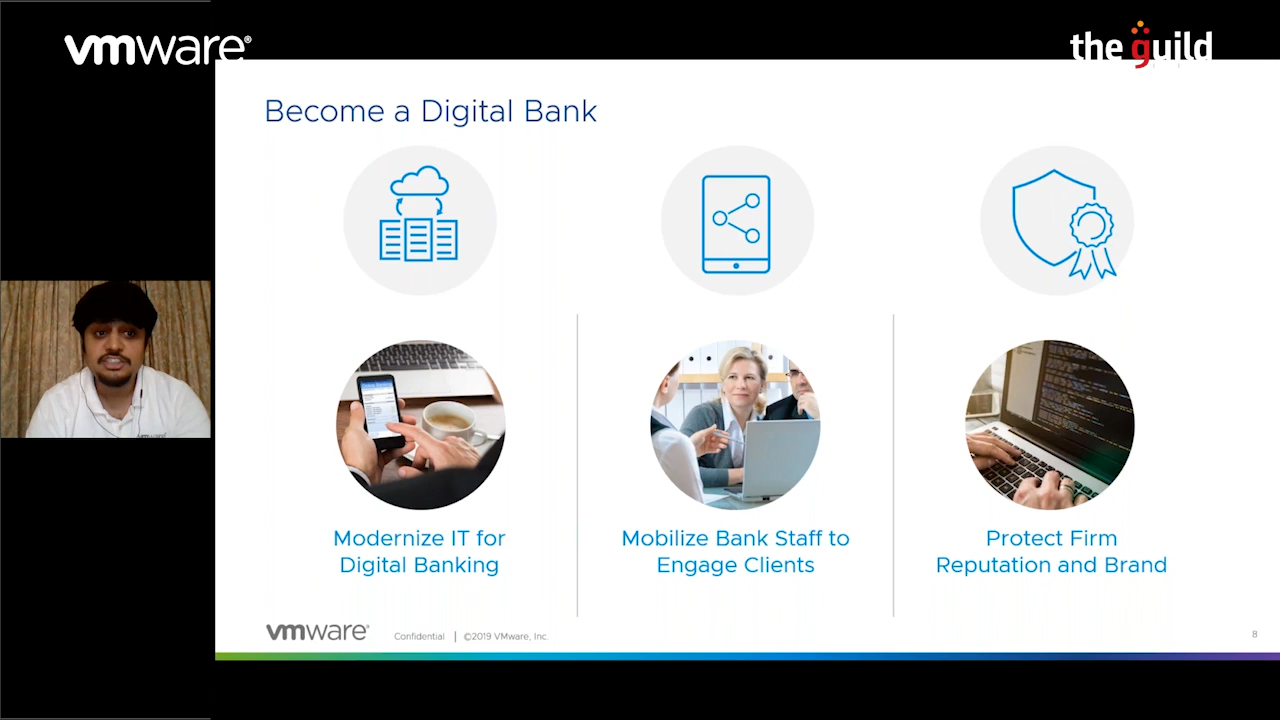 vmware®
the guild
Become a Digital Bank
Modernize IT for
Digital Banking
Mobilize Bank Staff to
Engage Clients
Protect Firm
Reputation and Brand
vmware® Confidential | ©2019 VMware, Inc. 8